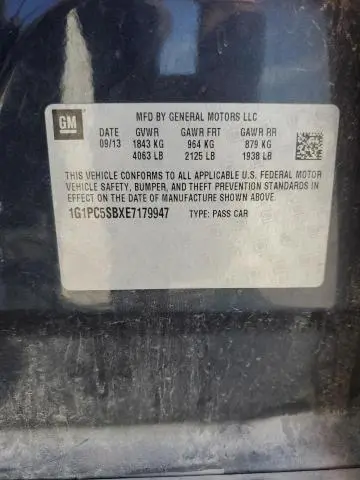 GM
MFD BY GENERAL MOTORS LLC
DATE GVWR GAWR FRT GAWR RR
09/13 1843 KG 964 KG 879 KG
4063 LB 2125 LB 1938 LB
THIS VEHICLE CONFORMS TO ALL APPLICABLE U.S. FEDERAL MOTOR
VEHICLE SAFETY, BUMPER, AND THEFT PREVENTION STANDARDS IN
EFFECT ON THE DATE OF MANUFACTURE SHOWN ABOVE.
1G1PC5SBXE7179947 TYPE: PASS CAR